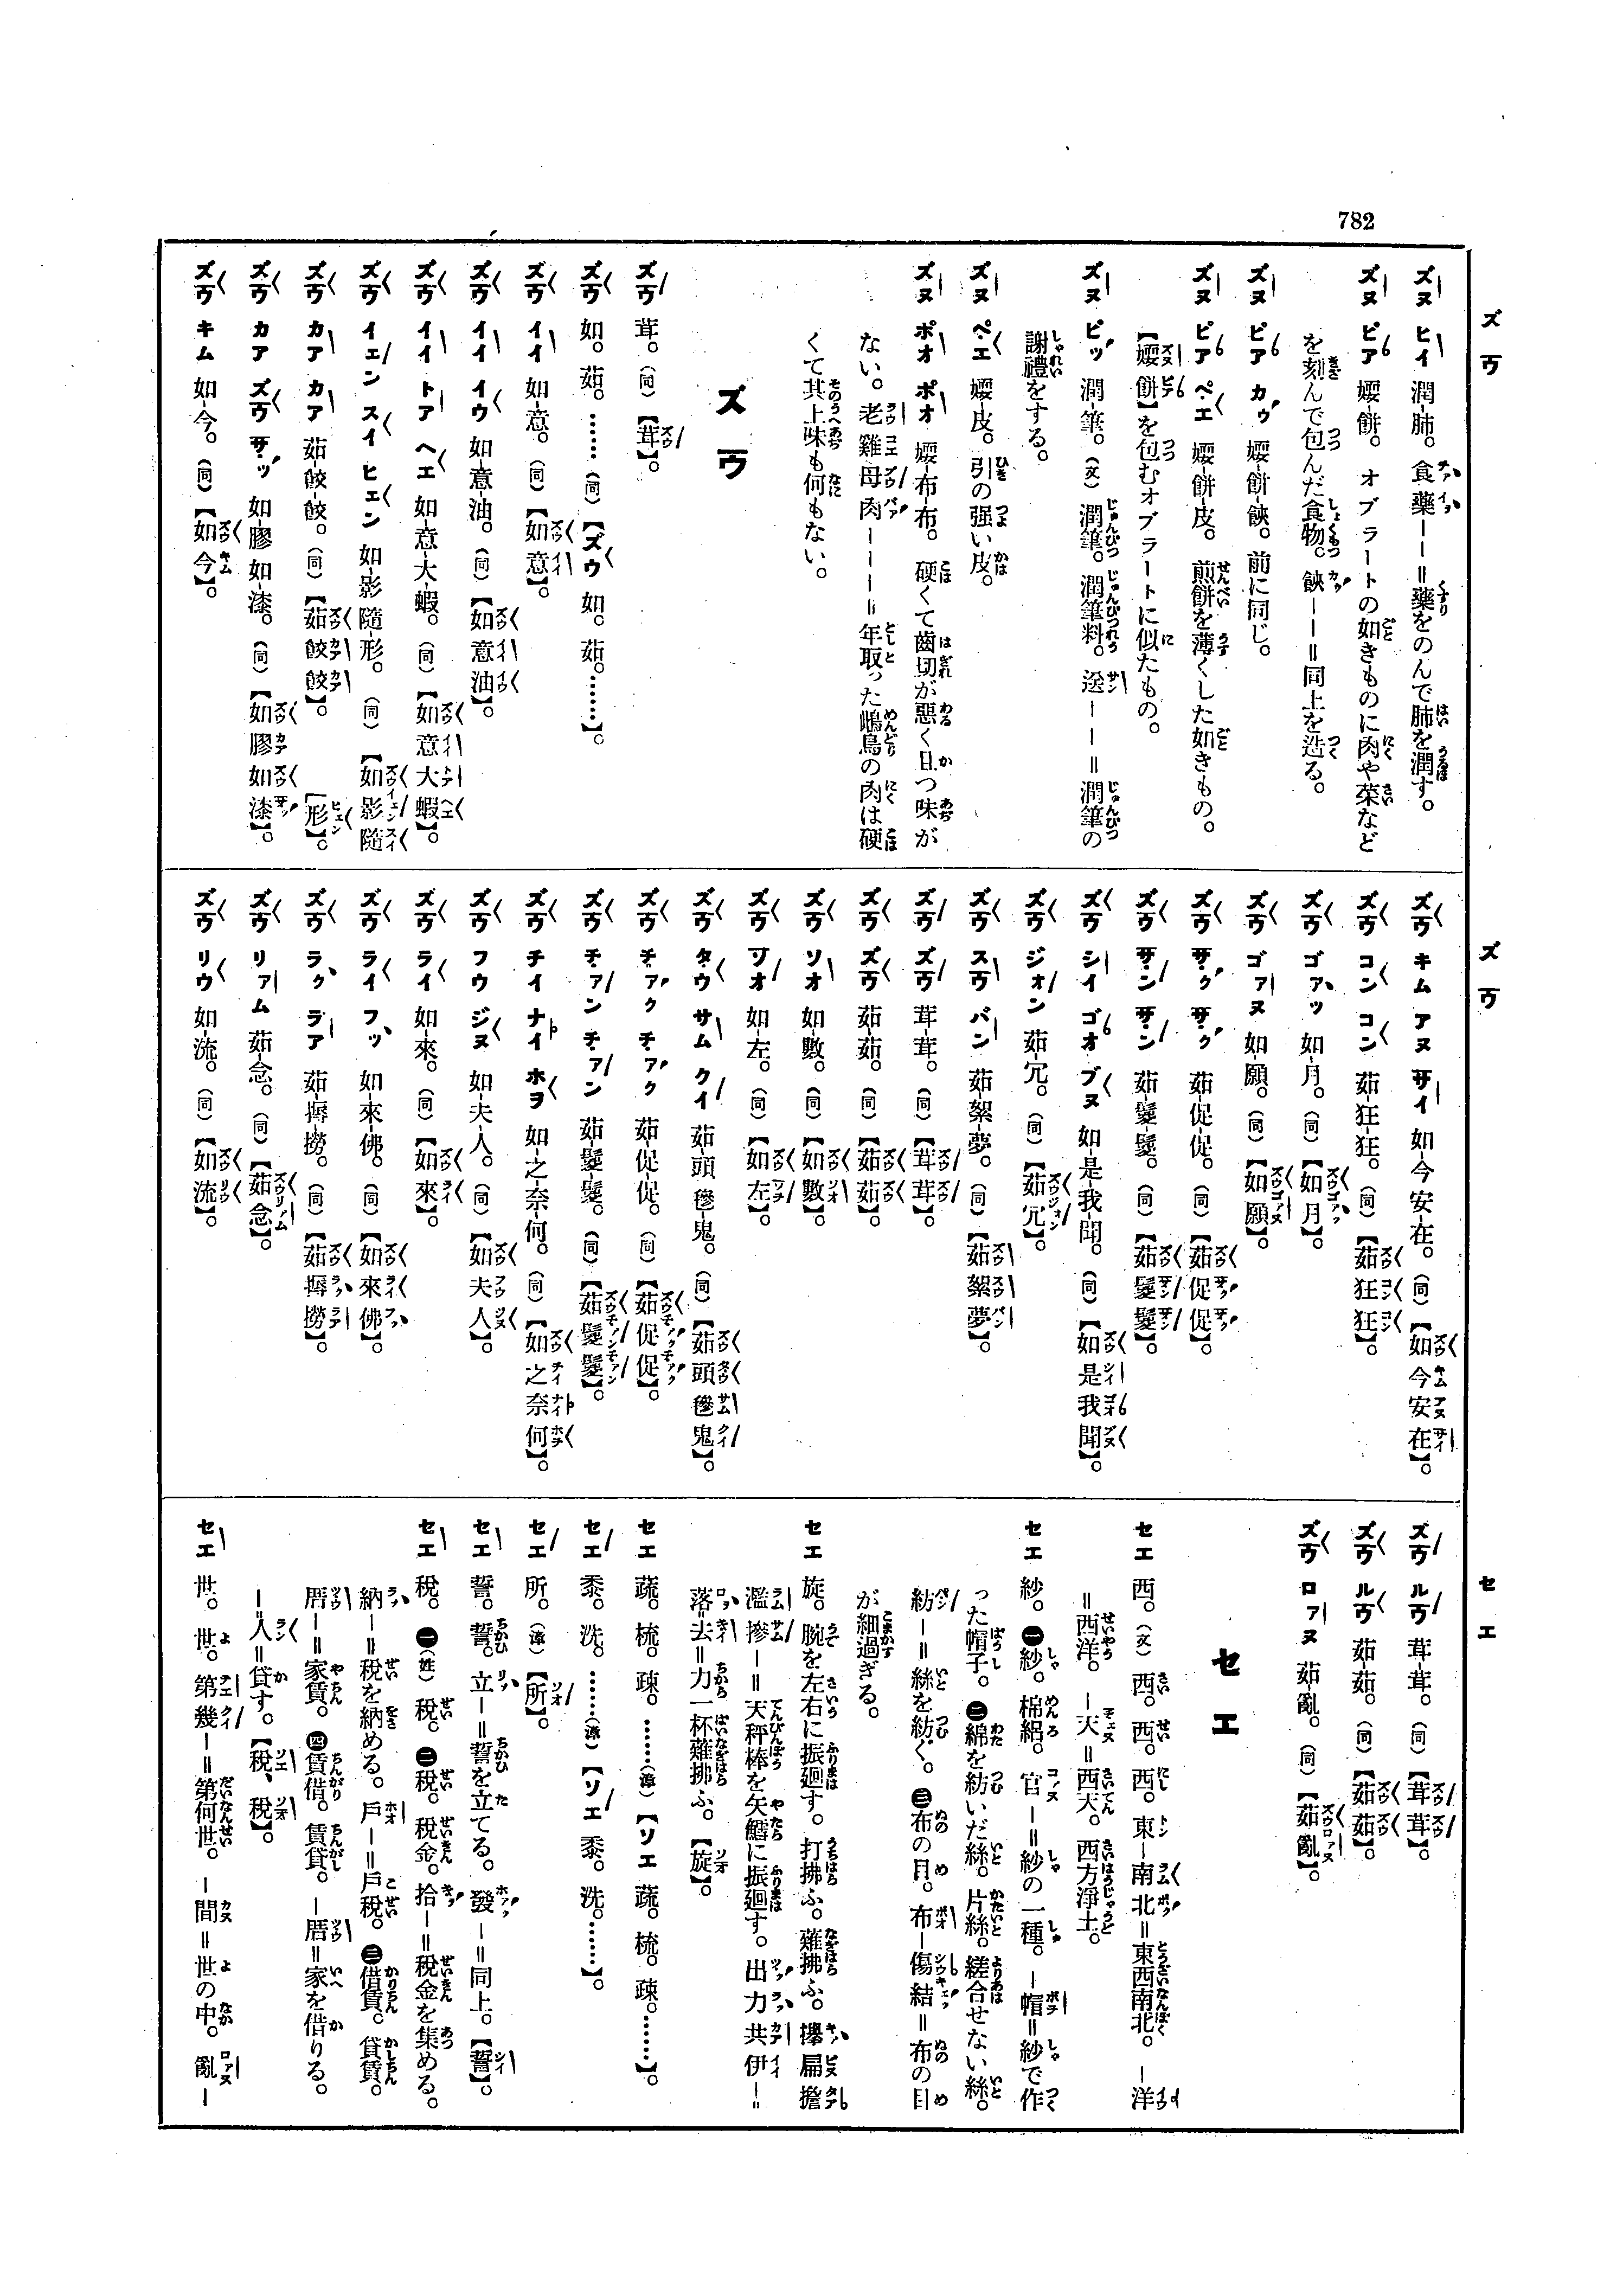 782
ズウ
ズウ
セエ
ズヌ ヒイ 潤-肺。食藥－－＝藥をのんで肺を潤す。
ズヌ ピア 𡡷-餅。オブラートの如きものに肉や菜など
を刻んで包んだ食物。餄－－＝同上を造る。
ズヌ ピア カウ -餅-餄。前に同じ。
ズヌ ピア ペエ -餅-皮。煎餅を薄くした如きもの。
【餅】を包むオブラートに似たもの。
ズヌ ピッ 潤-筆。(文) 潤筆。潤筆料。送－－＝潤筆の
謝禮をする。
ズヌ ペエ -皮。引の强い皮。
ズヌ ポオ ポオ -布-布。硬くて齒切が惡く且つ味が
ない。老雞母肉－－－＝年取った鴟鳥の肉は硬
くて其上味も何もない。
ズウ
ズウ 茸。(同)【茸】。
ズウ 如。茹。……(同)【ズウ 如。茹。……】。
ズウ イイ 如-意。(同)【如意】。
ズウ イイ イウ 如-意-油。(同)【如意油】。
ズウ イイ トア ヘエ 如-意-大-蝦。(同)【如意大蝦】。
ズウ イエン スイ ヒエン 如-影 隨-形。(同)【如影隨
形】。
ズウ カア カア 茹-餃-餃。(同)【茹餃餃】。
ズウ カア ズウ サッ 如-膠 如-漆。(同)【如膠如漆】。
ズウ キム 如-今。(同)【如今】。
ズウ キム アヌ サイ 如-今 安-在。(同)【如今安在】。
ズウ コン コン 茹-狂-狂。(同)【茹狂狂】。
ズウ ゴァッ 如-月。(同)【如月】。
ズウ ゴァヌ 如-願。(同)【如願】。
ズウ サク サク 茹-促-促。(同)【茹促促】。
ズウ サン サン 茹-鬉-鬉。(同)【茹鬉鬉】。
ズウ シイ ゴオ ブヌ 如-是-我-聞。(同)【如是我聞】。
ズウ ジオン 茹-冗。(同)【茹冗】。
ズウ スウ バン 茹-絮-夢。(同)【茹絮夢】。
ズウ ズウ 茸-茸。(同)【茸茸】。
ズウ ズウ 茹-茹。(同)【茹茹】。
ズウ ソオ 如-數。(同)【如數】。
ズウ ツオ 如-左。(同)【如左】。
ズウ タウ サム クイ 茹-頭 毿-鬼。(同)【茹頭毿鬼】。
ズウ チァク チァク 茹-促-促。(同)【茹促促】。
ズウ チァン チァン 茹-鬉-鬉。(同)【茹鬉鬉】。
ズウ チイ ナイ ホヲ 如-之-奈-何。(同)【如之奈何】。
ズウ フウ ジヌ 如-夫-人。(同)【如夫人】。
ズウ ライ 如-來。(同)【如來】。
ズウ ライ フッ 如-來-佛。(同)【如來佛】。
ズウ ラク ラア 茹-撈。(同)【茹撈】。
ズウ リアム 茹-念。(同)【茹念】。
ズウ リウ 如-流。(同)【如流】。
ズウ ルウ 茸-茸。(同)【茸茸】。
ズウ ルウ 茹-茹。(同)【茹茹】。
ズウ ロァヌ 茹-亂。(同)【茹亂】。
セエ
セエ 西。(文) 西。西。西。東－南北＝東西南北。－洋
＝西洋。－天＝西天。西方淨土。
セエ 紗。㊀紗。棉絽。官－＝紗の一種。－帽＝紗で作
った帽子。㊁綿を紡いだ絲。片絲。縒合せない絲。
紡－＝絲を紡ぐ。㊂布の目。布－傷結＝布の目
が細過ぎる。
セエ 旋。腕を左右に振廻す。打拂ふ。薙拂ふ。擧扁擔
濫摻－＝天秤棒を矢鱈に振廻す。出力共伊－＝
落去＝力一杯薙拂ふ。【旋】。
セエ 蔬。梳。疎。……(漳)【ソエ 蔬。梳。疎。……】。
セエ 黍。洗。……(漳)【ソエ 黍。洗。……】。
セエ 所。(漳)【所】。
セエ 誓。誓。立－＝誓を立てる。發－＝同上。【誓】。
セエ 稅。㊀(姓) 稅。㊁稅。稅金。拾－＝稅金を集める。
納－＝稅を納める。戶－＝戶稅。㊂借賃。貸賃。
厝－＝家賃。㊃賃借。賃貸。－厝＝家を借りる。
－人＝貸す。【稅、稅】。
セエ 世。世。第幾－＝第何世。－間＝世の中。亂－